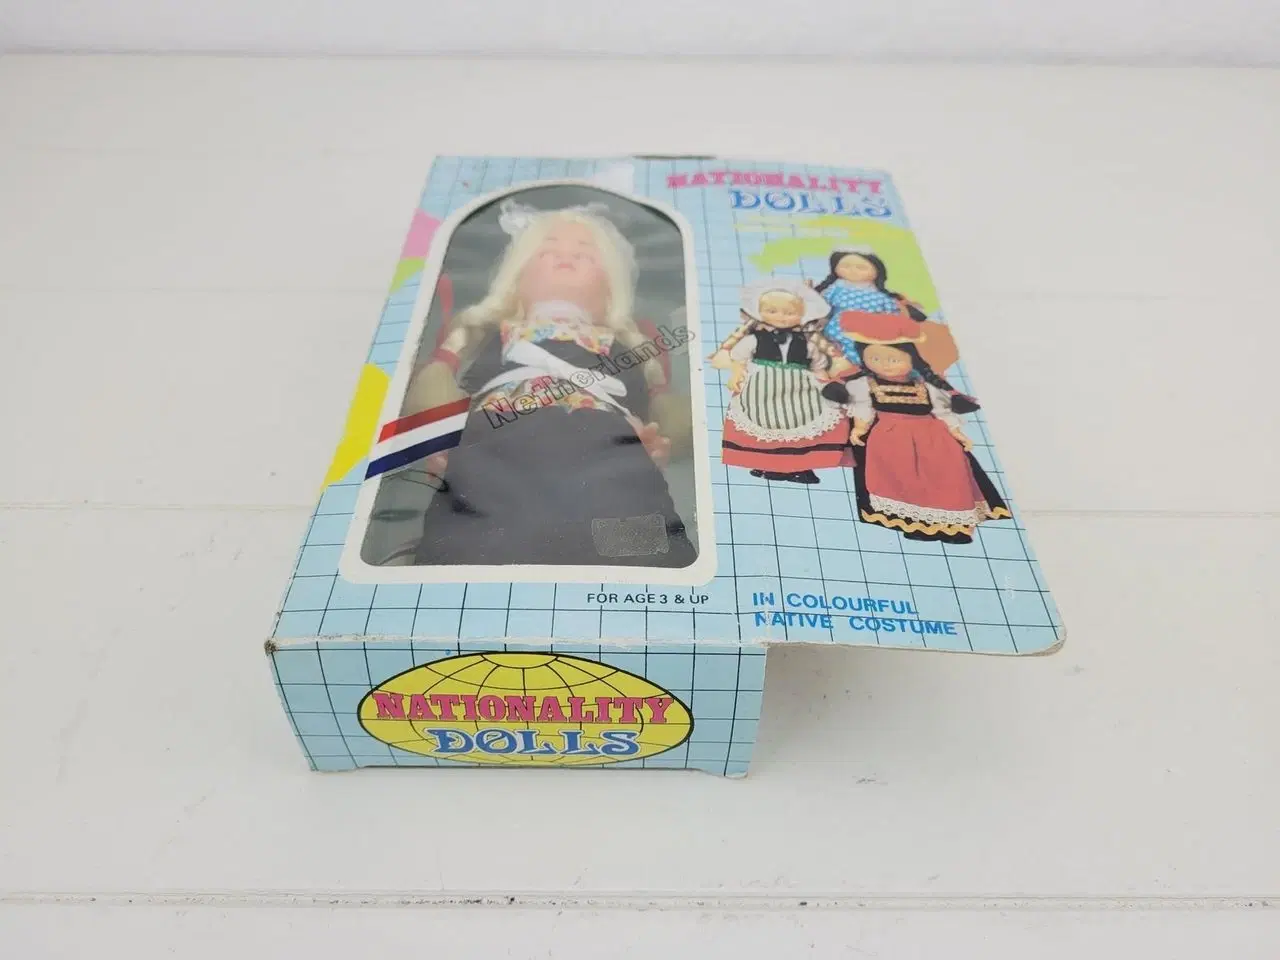 NATIONALITY
DOLLS
Netherlands
FOR AGE 3 & UP
IN COLOURFUL
NATIVE COSTUME
NATIONALITY
DOLLS